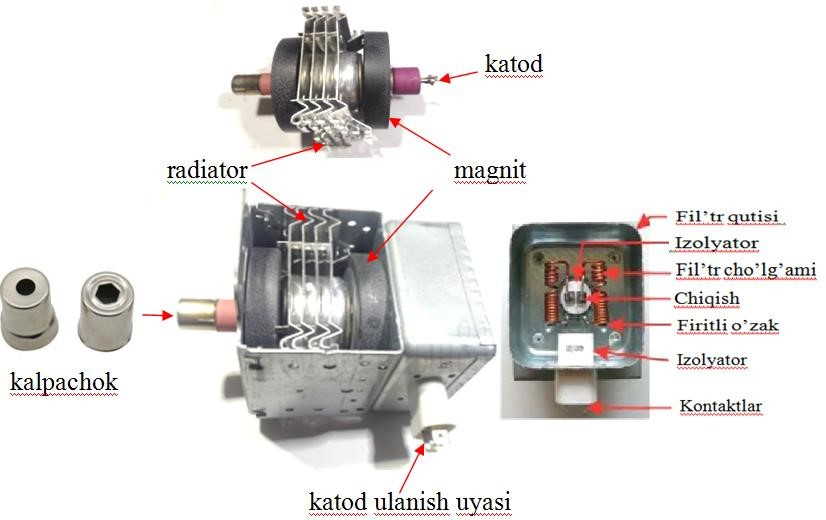 katod
radiator
magnit
Fil’tr qutisi
Izolyator
Fil’tr cho’lg’ami
Chiqish
Firitli o’zak
Izolyator
Kontaktlar
kalpachok
katod ulanish uyasi